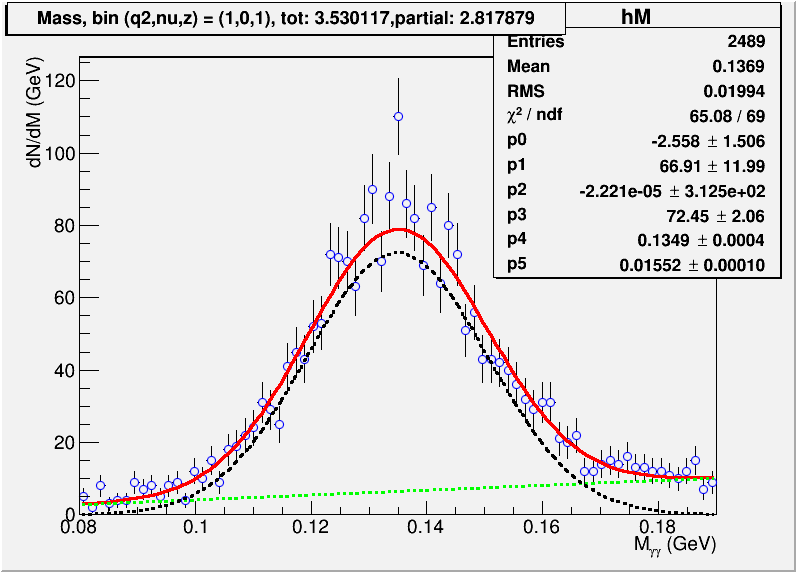 Mass, bin (q2,nu,z) = (1,0,1), tot: 3.530117,partial: 2.817879
hM
Entries 2489
Mean 0.1369
RMS 0.01994
χ² / ndf 65.08 / 69
p0 -2.558 ± 1.506
p1 66.91 ± 11.99
p2 -2.221e-05 ± 3.125e+02
p3 72.45 ± 2.06
p4 0.1349 ± 0.0004
p5 0.01552 ± 0.00010
dN/dM (GeV)
120
100
80
60
40
20
0
0.08 0.1 0.12 0.14 0.16 0.18
Mγγ (GeV)